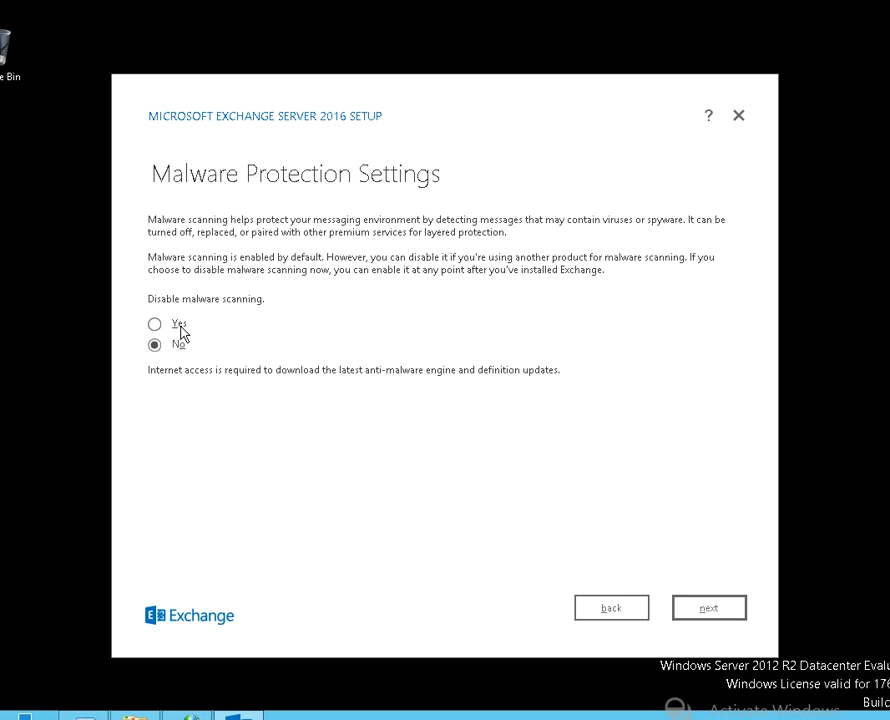 e Bin
MICROSOFT EXCHANGE SERVER 2016 SETUP
?
Malware Protection Settings
Malware scanning helps protect your messaging environment by detecting messages that may contain viruses or spyware. It can be
turned off, replaced, or paired with other premium services for layered protection.
Malware scanning is enabled by default. However, you can disable it if you're using another product for malware scanning. If you
choose to disable malware scanning now, you can enable it at any point after you've installed Exchange.
Disable malware scanning.
Yes
No
Internet access is required to download the latest anti-malware engine and definition updates.
E Exchange
back
next
Windows Server 2012 R2 Datacenter Evalu
Windows License valid for 176
Build
Activate Windows